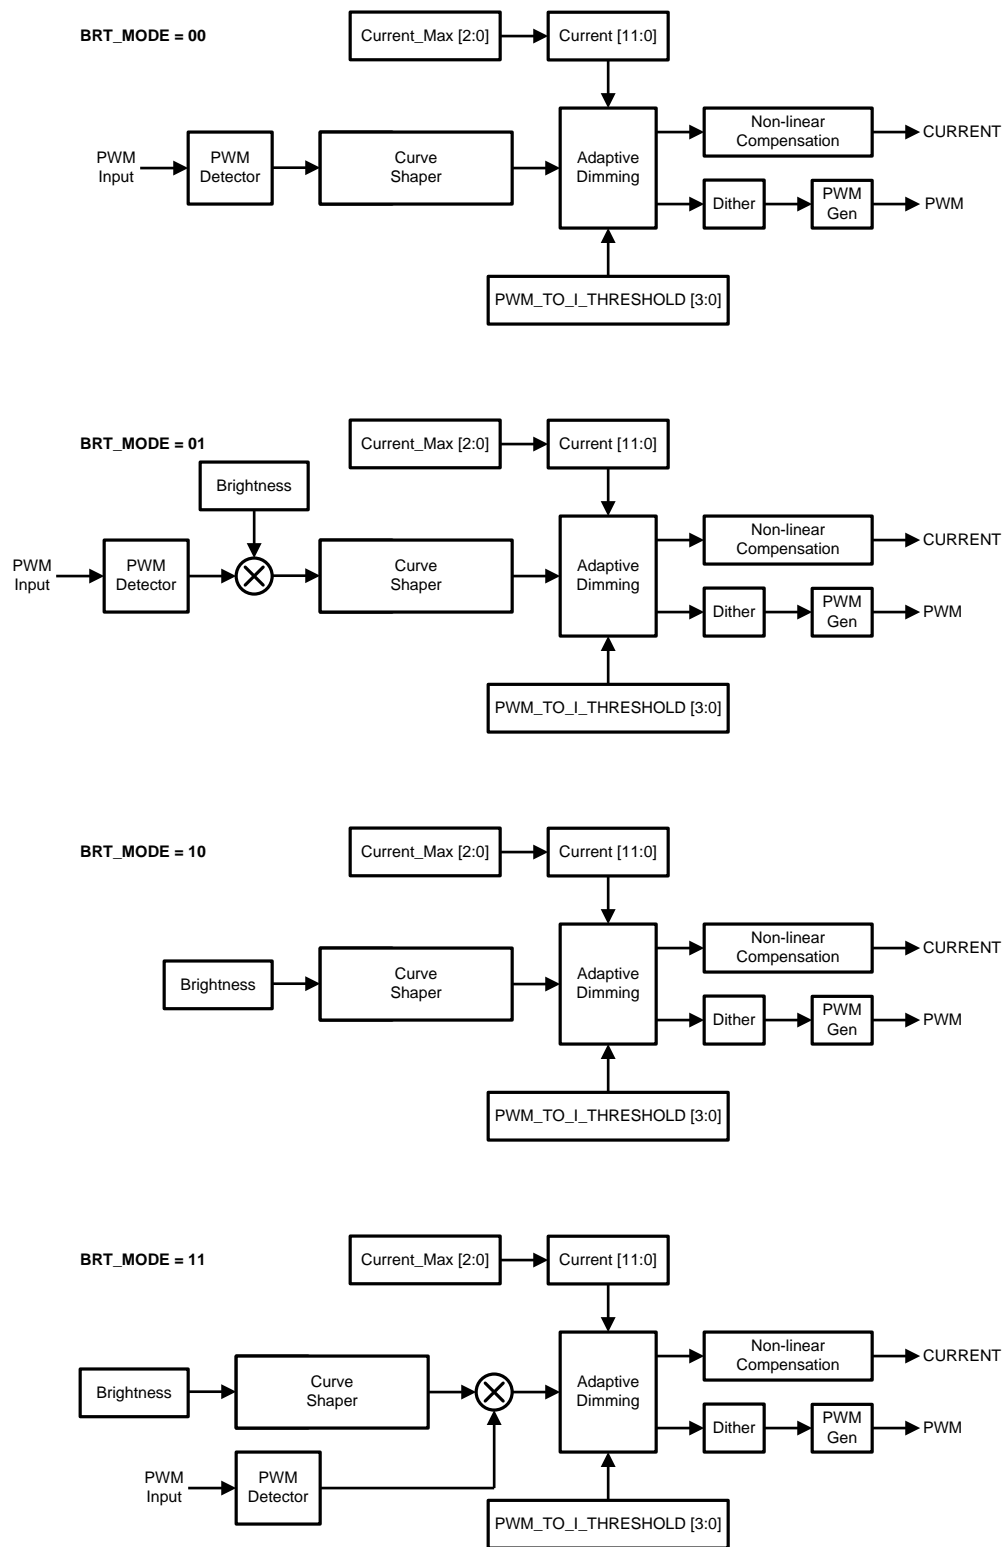 BRT_MODE = 00
Current_Max [2:0]
Current [11:0]
PWM
Input
PWM
Detector
Curve
Shaper
Adaptive
Dimming
Non-linear
Compensation
CURRENT
Dither
PWM
Gen
PWM
PWM_TO_I_THRESHOLD [3:0]
BRT_MODE = 01
Current_Max [2:0]
Current [11:0]
Brightness
PWM
Input
PWM
Detector
Curve
Shaper
Adaptive
Dimming
Non-linear
Compensation
CURRENT
Dither
PWM
Gen
PWM
PWM_TO_I_THRESHOLD [3:0]
BRT_MODE = 10
Current_Max [2:0]
Current [11:0]
Brightness
Curve
Shaper
Adaptive
Dimming
Non-linear
Compensation
CURRENT
Dither
PWM
Gen
PWM
PWM_TO_I_THRESHOLD [3:0]
BRT_MODE = 11
Current_Max [2:0]
Current [11:0]
Brightness
Curve
Shaper
Adaptive
Dimming
Non-linear
Compensation
CURRENT
Dither
PWM
Gen
PWM
PWM
Input
PWM
Detector
PWM_TO_I_THRESHOLD [3:0]